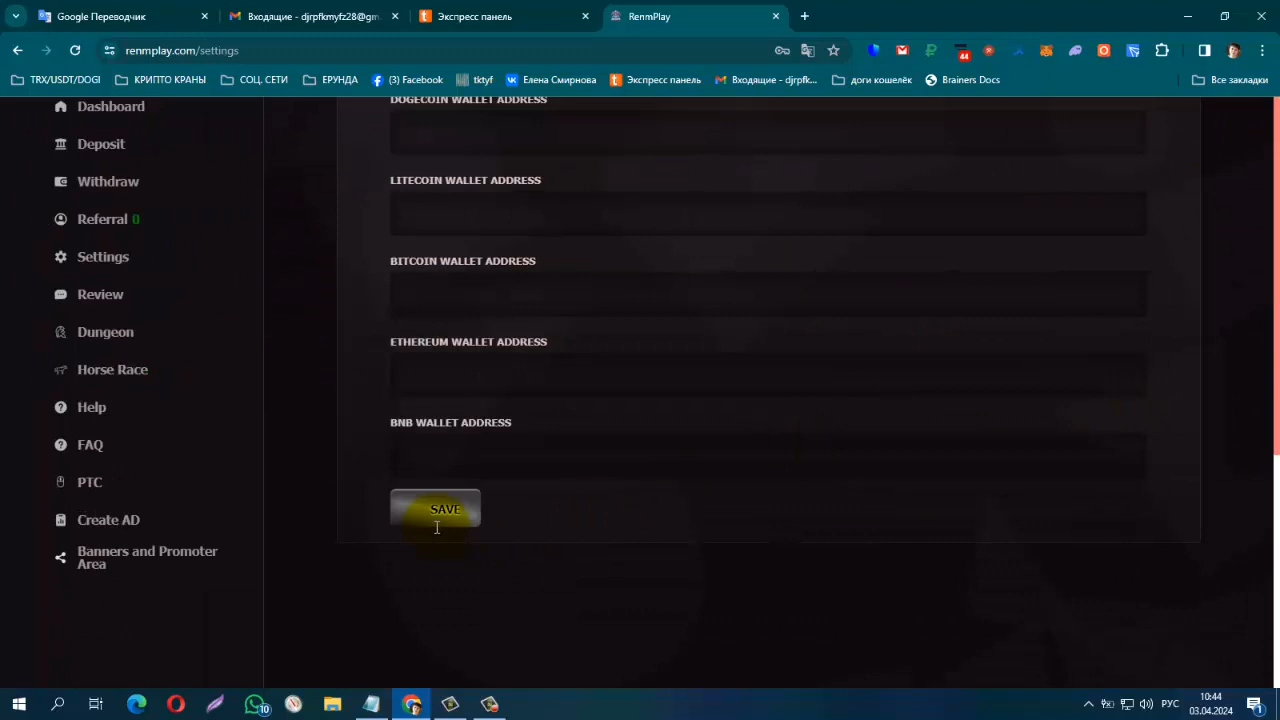 Google Переводчик
Входящие - djrpfkmyfz28@gm
Экспресс панель
RenmPlay
renmplay.com/settings
44
TRX/USDT/DOGI
КРИПТО КРАНЫ
СОЦ. СЕТИ
ЕРУНДА
(3) Facebook
tktyf
Елена Смирнова
Экспресс панель
Входящие - djrpfk...
доги кошелёк
Brainers Docs
Все закладки
Dashboard
Deposit
Withdraw
Referral 0
Settings
Review
Dungeon
Horse Race
Help
FAQ
PTC
Create AD
Banners and Promoter
Area
DOGECOIN WALLET ADDRESS
LITECOIN WALLET ADDRESS
BITCOIN WALLET ADDRESS
ETHEREUM WALLET ADDRESS
BNB WALLET ADDRESS
SAVE
10
РУС
10:44
03.04.2024
1